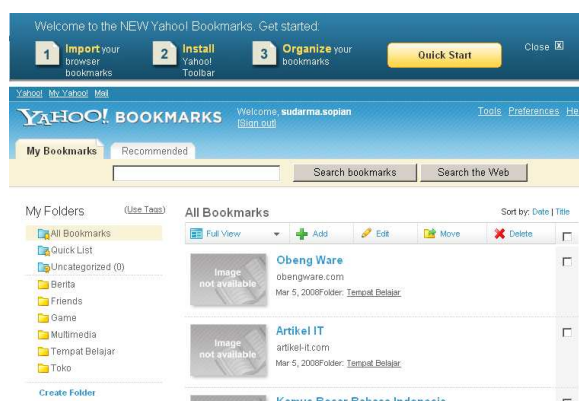 Welcome to the NEW Yahoo! Bookmarks. Get started:
1 Import your browser bookmarks
2 Install Yahoo! Toolbar
3 Organize your bookmarks
Quick Start
Close X
Yahoo! My Yahoo! Mail
YAHOO! BOOKMARKS
Welcome, sudarma.sopian
[Sign out]
Tools Preferences He
My Bookmarks Recommended
Search bookmarks Search the Web
My Folders (Use Tags)
All Bookmarks
Quick List
Uncategorized (0)
Berita
Friends
Game
Multimedia
Tempat Belajar
Toko
Create Folder
All Bookmarks Sort by: Date | Title
Full View Add Edit Move Delete
Image not available
Obeng Ware
obengware.com
Mar 5, 2008Folder: Tempat Belajar
Image not available
Artikel IT
artikel-it.com
Mar 5, 2008Folder: Tempat Belajar
Kamus Besar Bahasa Indonesia